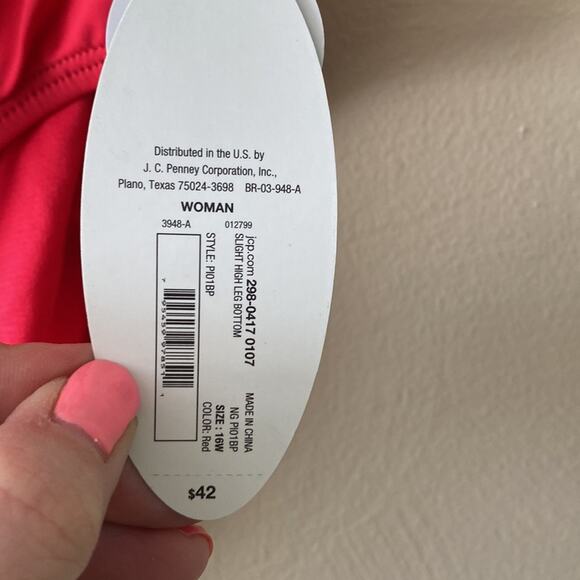 Distributed in the U.S. by
J. C. Penney Corporation, Inc.,
Plano, Texas 75024-3698 BR-03-948-A
WOMAN
3948-A 012799
jcp.com 298-0417 0107
SLIGHT HIGH LEG BOTTOM
STYLE: PI01BP
MADE IN CHINA
NG PI01BP
SIZE : 16W
COLOR: Red
$42